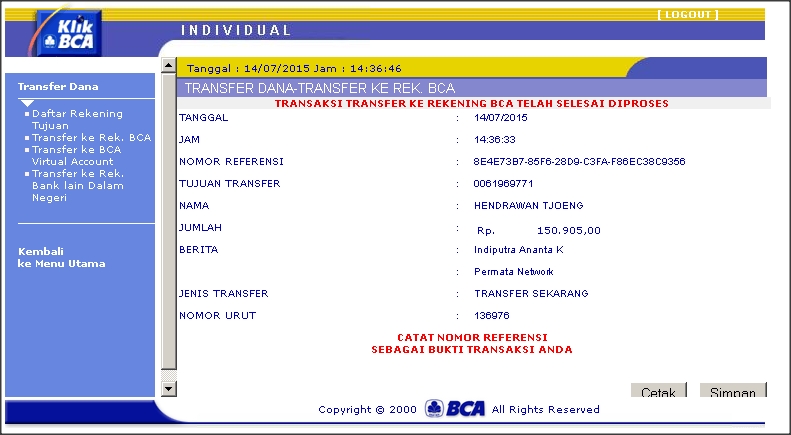 Klik
BCA
INDIVIDUAL
[ LOGOUT ]
Tanggal : 14/07/2015 Jam : 14:36:46
Transfer Dana
Daftar Rekening
Tujuan
Transfer ke Rek. BCA
Transfer ke BCA
Virtual Account
Transfer ke Rek.
Bank lain Dalam
Negeri
Kembali
ke Menu Utama
TRANSFER DANA-TRANSFER KE REK. BCA
TRANSAKSI TRANSFER KE REKENING BCA TELAH SELESAI DIPROSES
TANGGAL : 14/07/2015
JAM : 14:36:33
NOMOR REFERENSI : 8E4E73B7-85F6-28D9-C3FA-F86EC38C9356
TUJUAN TRANSFER : 0061969771
NAMA : HENDRAWAN TJOENG
JUMLAH : Rp. 150.905,00
BERITA : Indiputra Ananta K
: Permata Network
JENIS TRANSFER : TRANSFER SEKARANG
NOMOR URUT : 136976
CATAT NOMOR REFERENSI
SEBAGAI BUKTI TRANSAKSI ANDA
Cetak Simpan
Copyright © 2000 BCA All Rights Reserved